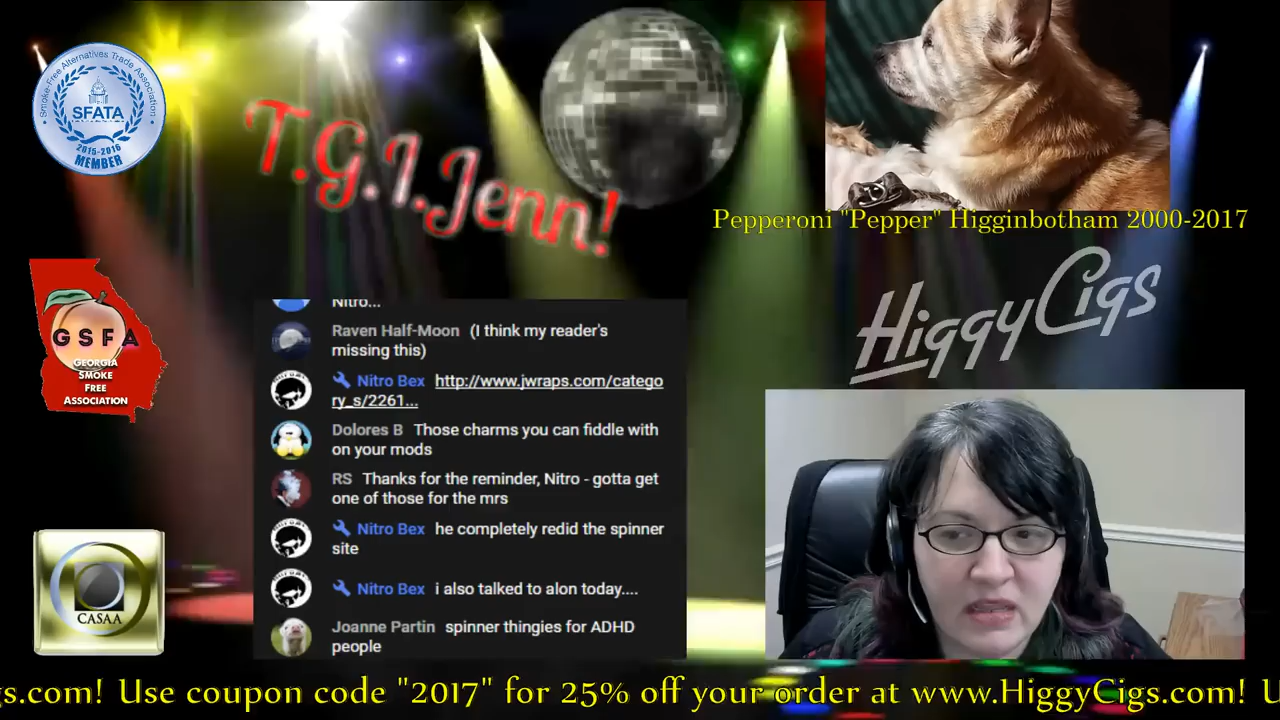 Smoke-Free Alternatives Trade Association
SFATA
2015-2016
MEMBER
T.G.I.Jenn!
Pepperoni "Pepper" Higginbotham 2000-2017
HiggyCigs
GSFA
GEORGIA
SMOKE
FREE
ASSOCIATION
CASAA
Nitro...
Raven Half-Moon (I think my reader's
missing this)
Nitro Bex http://www.jwraps.com/catego
ry_s/2261...
Dolores B Those charms you can fiddle with
on your mods
RS Thanks for the reminder, Nitro - gotta get
one of those for the mrs
Nitro Bex he completely redid the spinner
site
Nitro Bex i also talked to alon today....
Joanne Partin spinner thingies for ADHD
people
gs.com! Use coupon code "2017" for 25% off your order at www.HiggyCigs.com! U